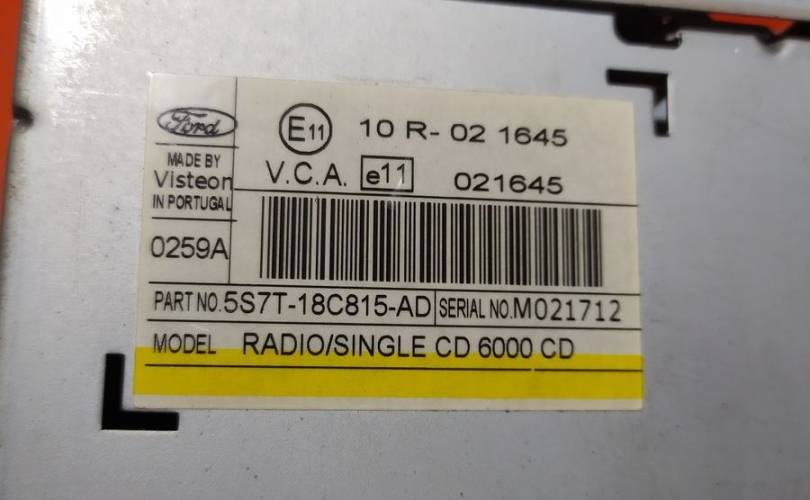 Ford
E11 10 R- 02 1645
MADE BY
Visteon
IN PORTUGAL
V.C.A. e11 021645
0259A
PART NO. 5S7T-18C815-AD SERIAL NO. M021712
MODEL RADIO/SINGLE CD 6000 CD